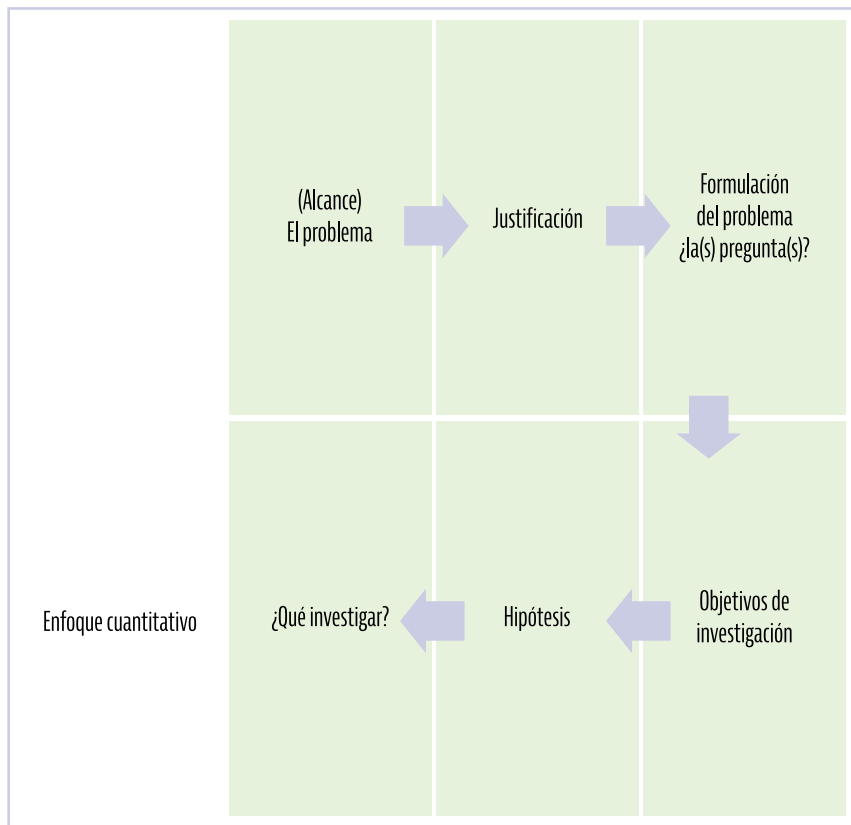 (Alcance)
El problema
Justificación
Formulación
del problema
¿la(s) pregunta(s)?
Enfoque cuantitativo
¿Qué investigar?
Hipótesis
Objetivos de
investigación